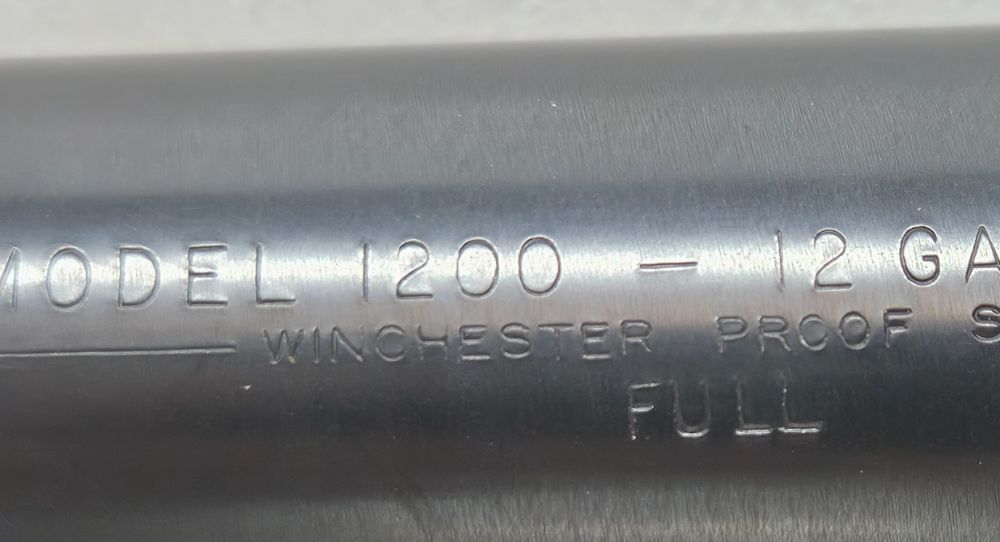 MODEL 1200 — 12 GA
WINCHESTER PROOF S
FULL